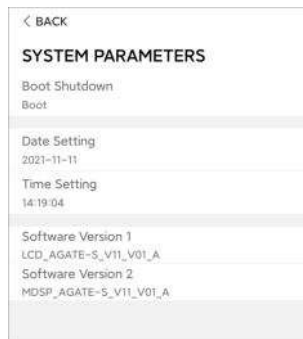 < BACK
SYSTEM PARAMETERS
Boot Shutdown
Boot
Date Setting
2021-11-11
Time Setting
14:19:04
Software Version 1
LCD_AGATE-S_V11_V01_A
Software Version 2
MDSP_AGATE-S_V11_V01_A